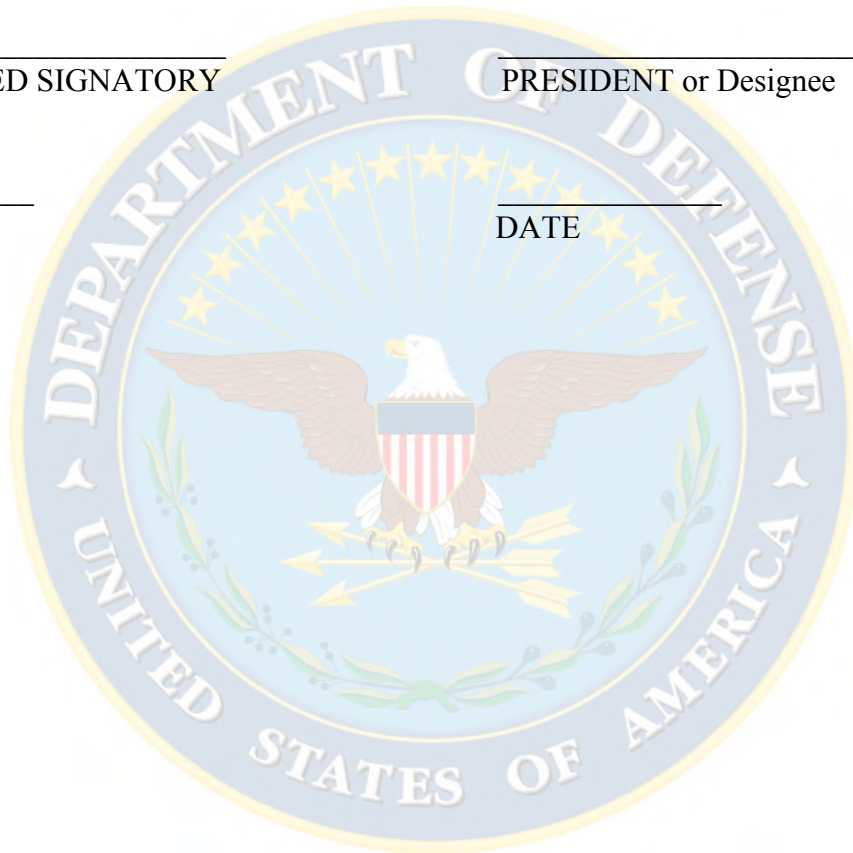 ED SIGNATORY PRESIDENT or Designee
DATE
DEPARTMENT OF DEFENSE
UNITED STATES OF AMERICA